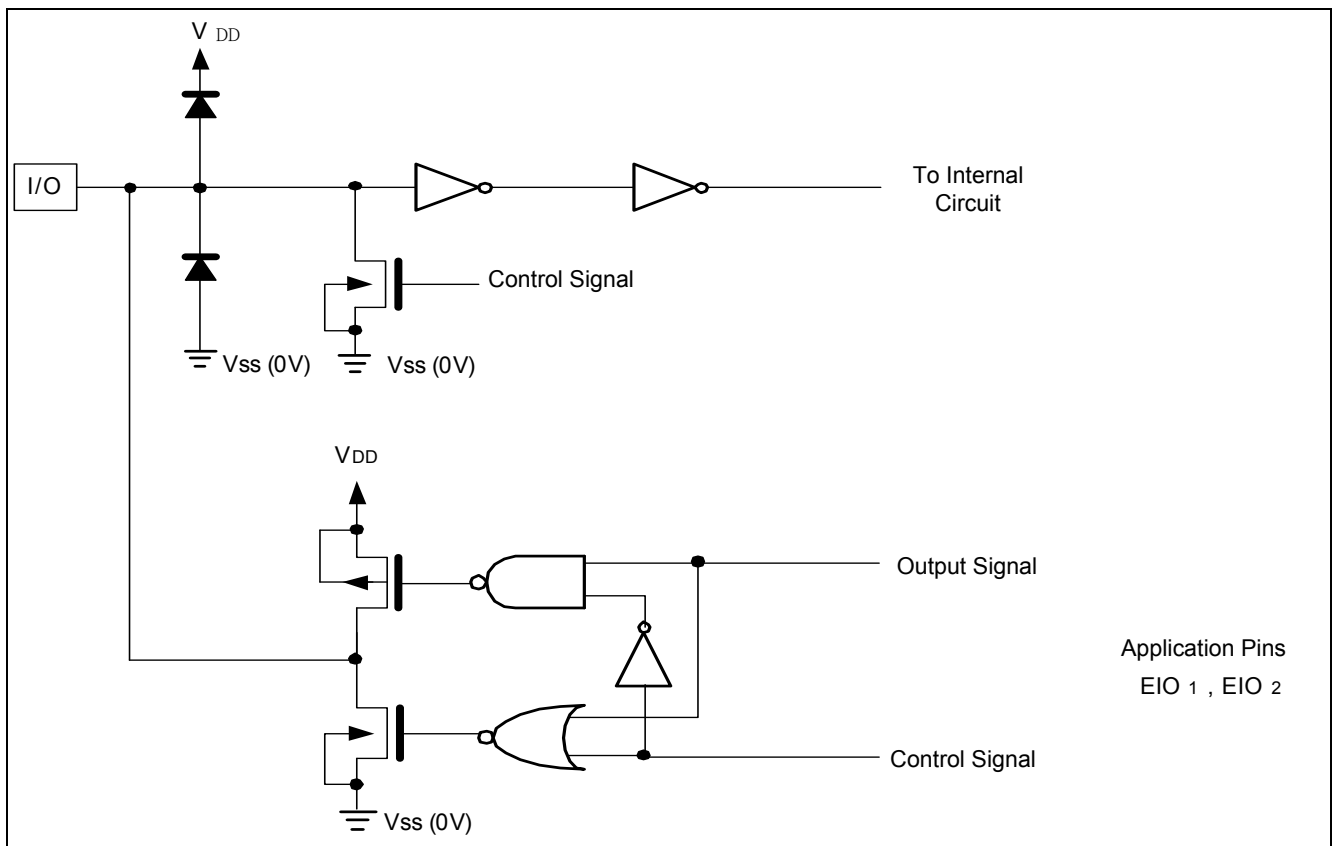 V DD
I/O
To Internal
Circuit
Control Signal
Vss (0V)
Vss (0V)
VDD
Output Signal
Application Pins
EIO 1 , EIO 2
Control Signal
Vss (0V)